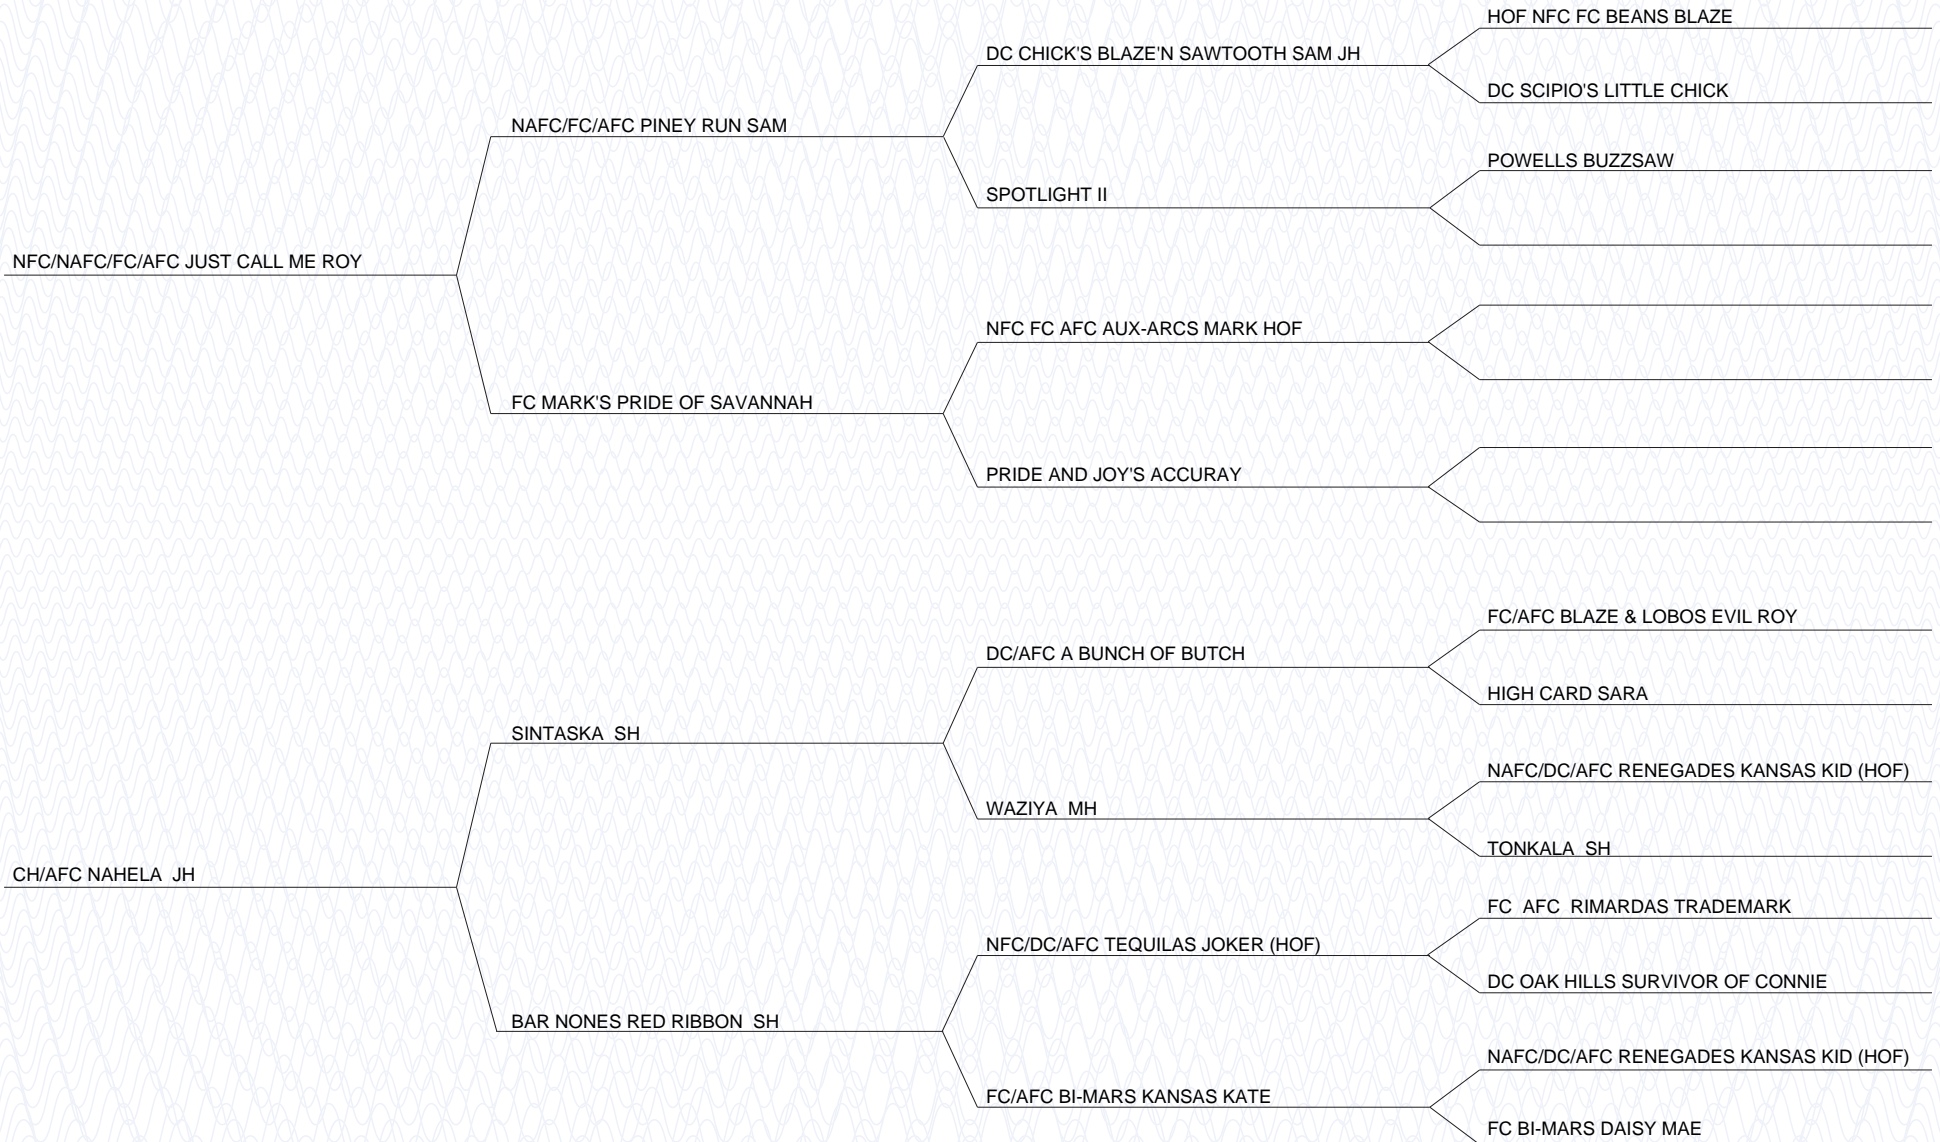 HOF NFC FC BEANS BLAZE
DC CHICK'S BLAZE'N SAWTOOTH SAM JH
DC SCIPIO'S LITTLE CHICK
NAFC/FC/AFC PINEY RUN SAM
POWELLS BUZZSAW
SPOTLIGHT II
NFC/NAFC/FC/AFC JUST CALL ME ROY
NFC FC AFC AUX-ARCS MARK HOF
FC MARK'S PRIDE OF SAVANNAH
PRIDE AND JOY'S ACCURAY
FC/AFC BLAZE & LOBOS EVIL ROY
DC/AFC A BUNCH OF BUTCH
HIGH CARD SARA
SINTASKA  SH
NAFC/DC/AFC RENEGADES KANSAS KID (HOF)
WAZIYA  MH
TONKALA  SH
CH/AFC NAHELA  JH
FC  AFC  RIMARDAS TRADEMARK
NFC/DC/AFC TEQUILAS JOKER (HOF)
DC OAK HILLS SURVIVOR OF CONNIE
BAR NONES RED RIBBON  SH
NAFC/DC/AFC RENEGADES KANSAS KID (HOF)
FC/AFC BI-MARS KANSAS KATE
FC BI-MARS DAISY MAE